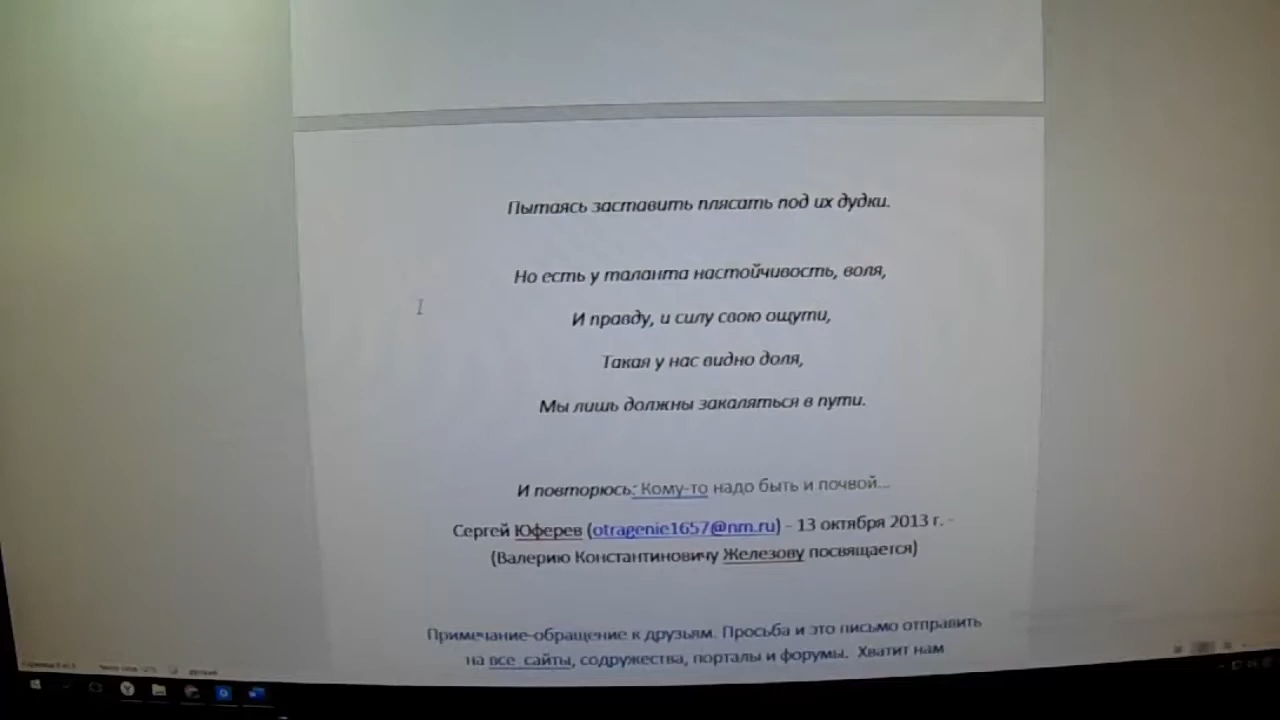 Пытаясь заставить плясать под их дудки.
Но есть у таланта настойчивость, воля,
И правду, и силу свою ощути,
Такая у нас видно доля,
Мы лишь должны закаляться в пути.
И повторюсь: Кому-то надо быть и почвой...
Сергей Юферев (otragenie1657@nm.ru) - 13 октября 2013 г. -
(Валерию Константиновичу Железову посвящается)
Примечание-обращение к друзьям. Просьба и это письмо отправить
на все сайты, содружества, порталы и форумы. Хватит нам